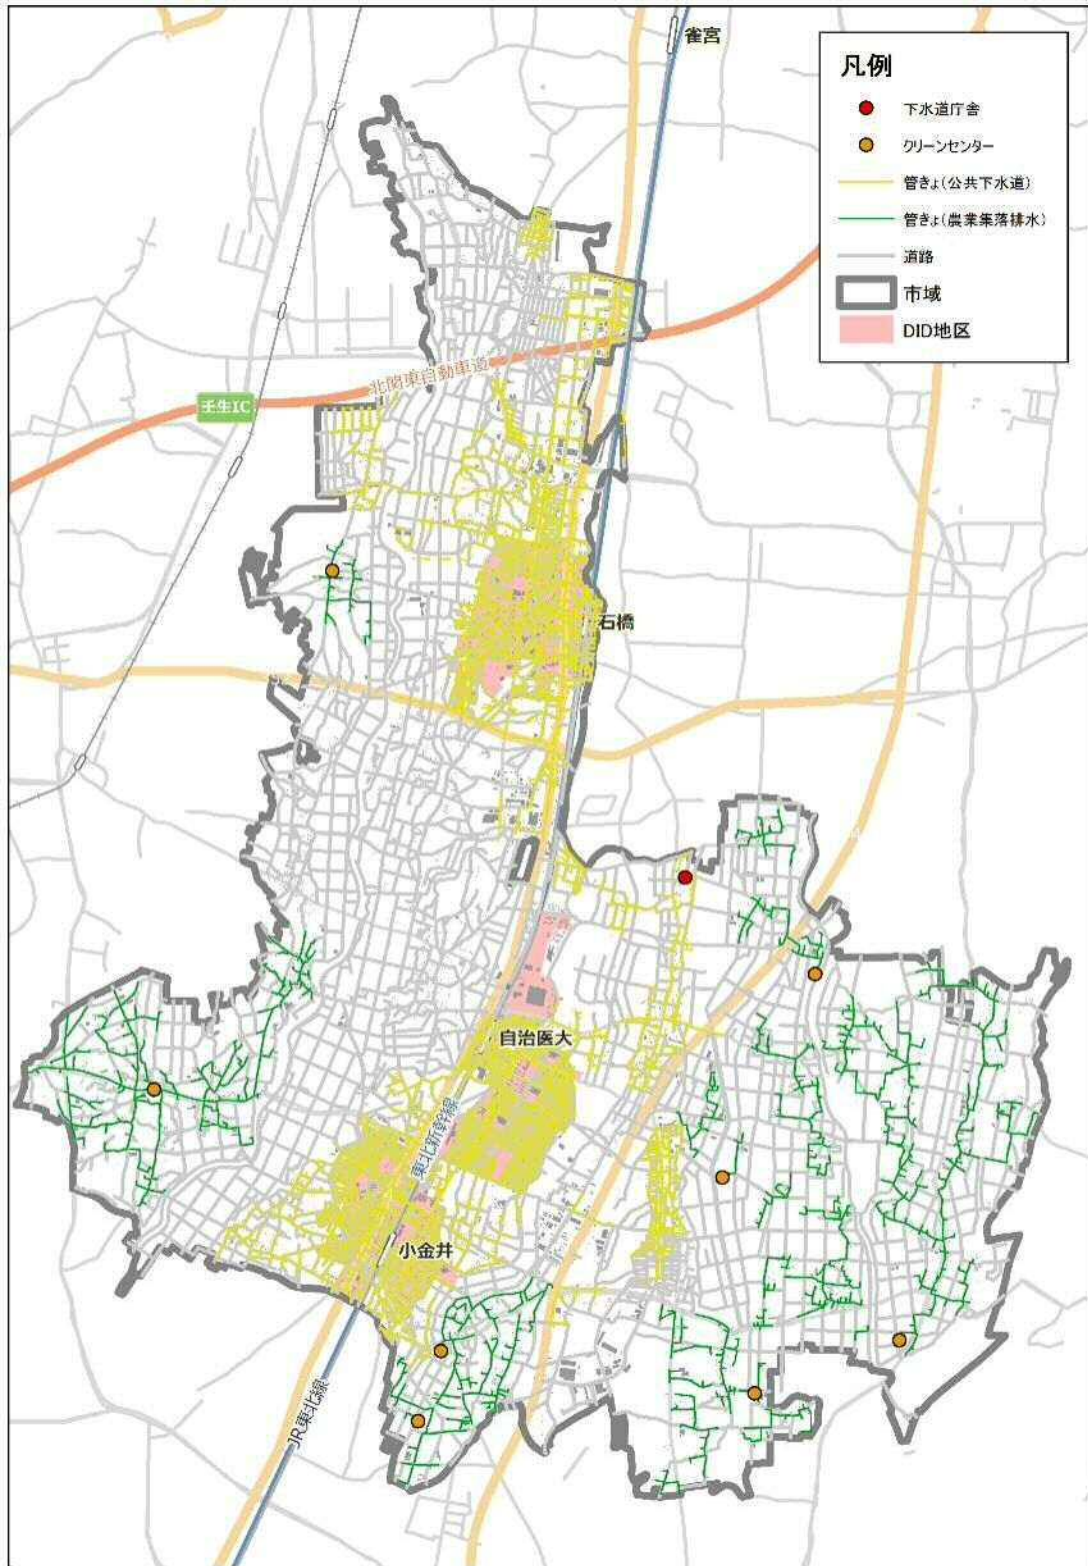 雀宮
凡例
下水道庁舎
クリーンセンター
管きょ(公共下水道)
管きょ(農業集落排水)
道路
市域
DID地区
北関東自動車道
壬生IC
石橋
自治医大
東北新幹線
小金井
JR東北線